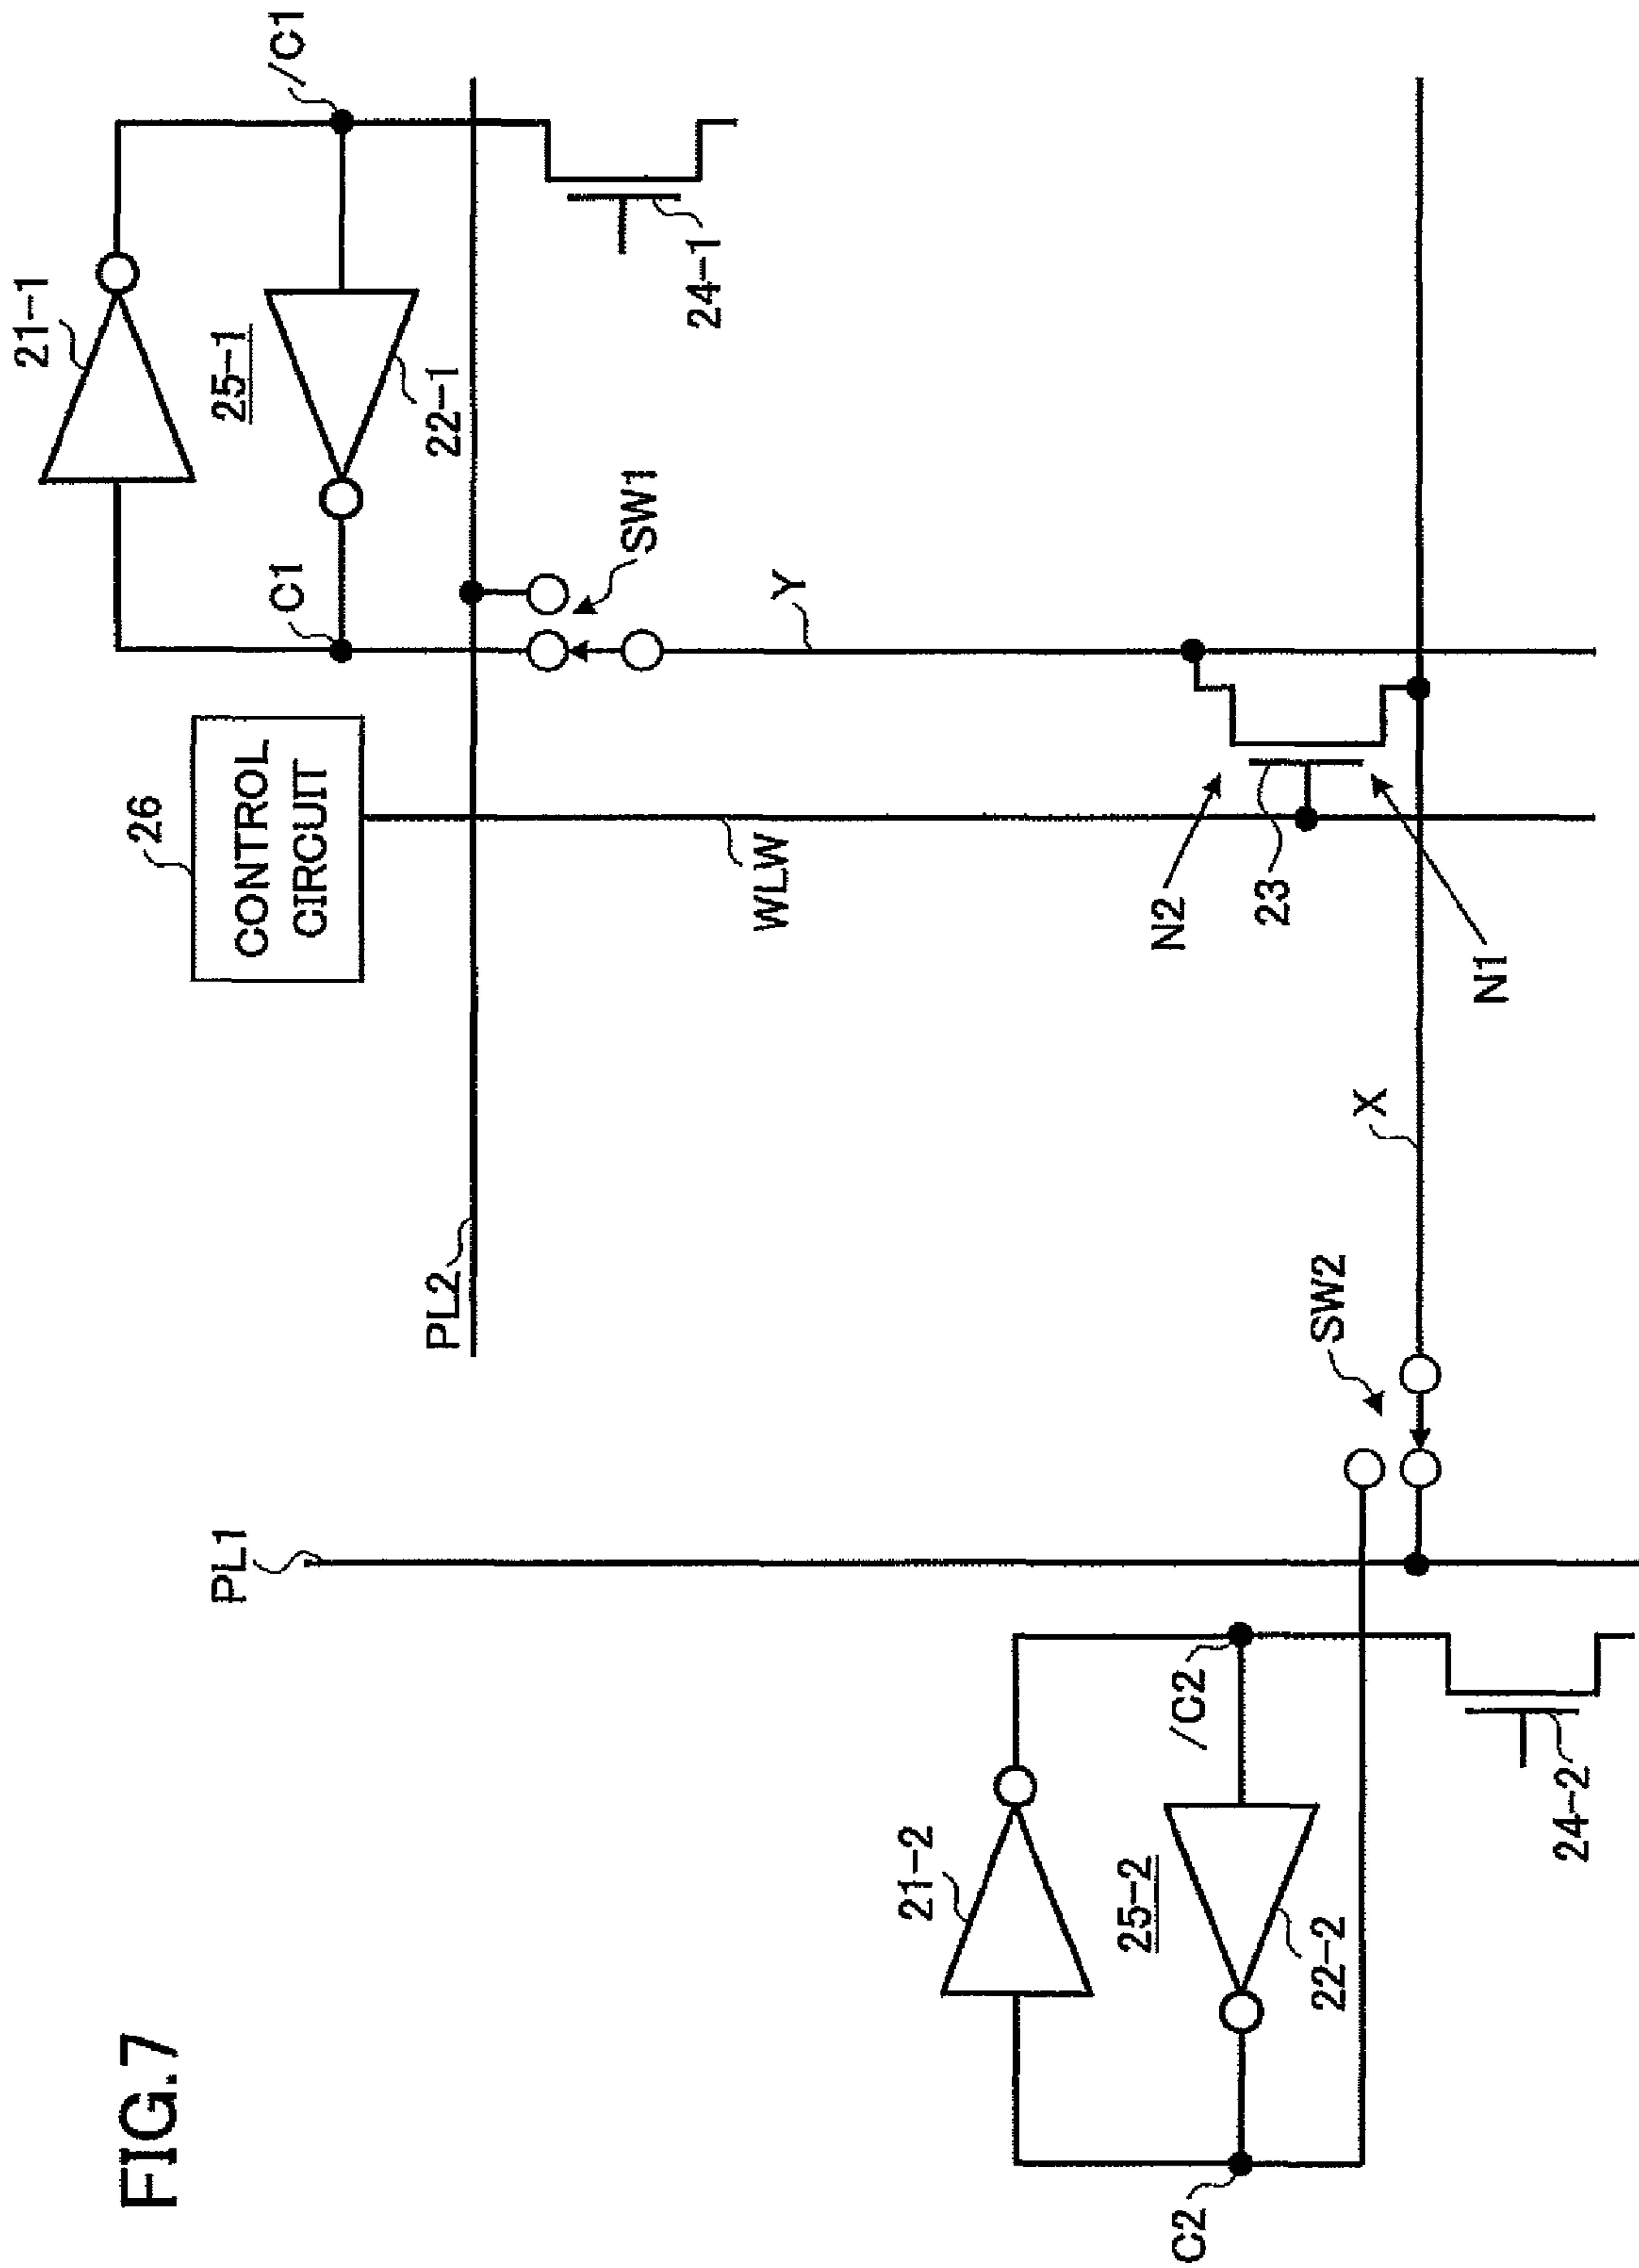 FIG.7
26
CONTROL
CIRCUIT
21-1
25-1
22-1
C1
/C1
24-1
SW1
PL2
Y
WLW
N2
23
N1
X
SW2
PL1
21-2
25-2
22-2
C2
/C2
24-2